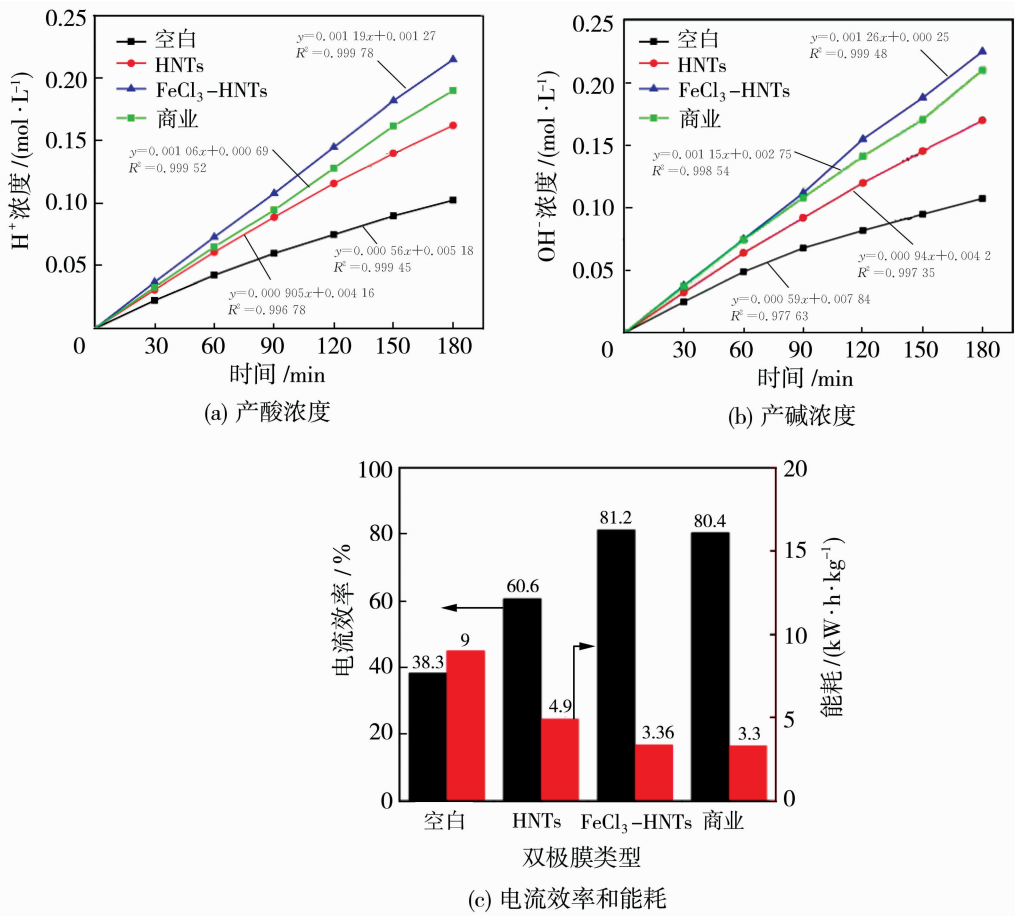 0.25
0.20
0.15
0.10
0.05
0
H⁺浓度/(mol·L⁻¹)
空白
HNTs
FeCl₃-HNTs
商业
y=0.001 19x+0.001 27
R²=0.999 78
y=0.001 06x+0.000 69
R²=0.999 52
y=0.000 56x+0.005 18
R²=0.999 45
y=0.000 905x+0.004 16
R²=0.996 78
30 60 90 120 150 180
时间/min
(a) 产酸浓度
0.25
0.20
0.15
0.10
0.05
0
OH⁻浓度/(mol·L⁻¹)
空白
HNTs
FeCl₃-HNTs
商业
y=0.001 26x+0.000 25
R²=0.999 48
y=0.001 15x+0.002 75
R²=0.998 54
y=0.000 94x+0.004 2
R²=0.997 35
y=0.000 59x+0.007 84
R²=0.977 63
30 60 90 120 150 180
时间/min
(b) 产碱浓度
100
80
60
40
20
0
电流效率/%
38.3
9
60.6
4.9
81.2
3.36
80.4
3.3
20
15
10
5
0
能耗/(kW·h·kg⁻¹)
空白 HNTs FeCl₃-HNTs 商业
双极膜类型
(c) 电流效率和能耗